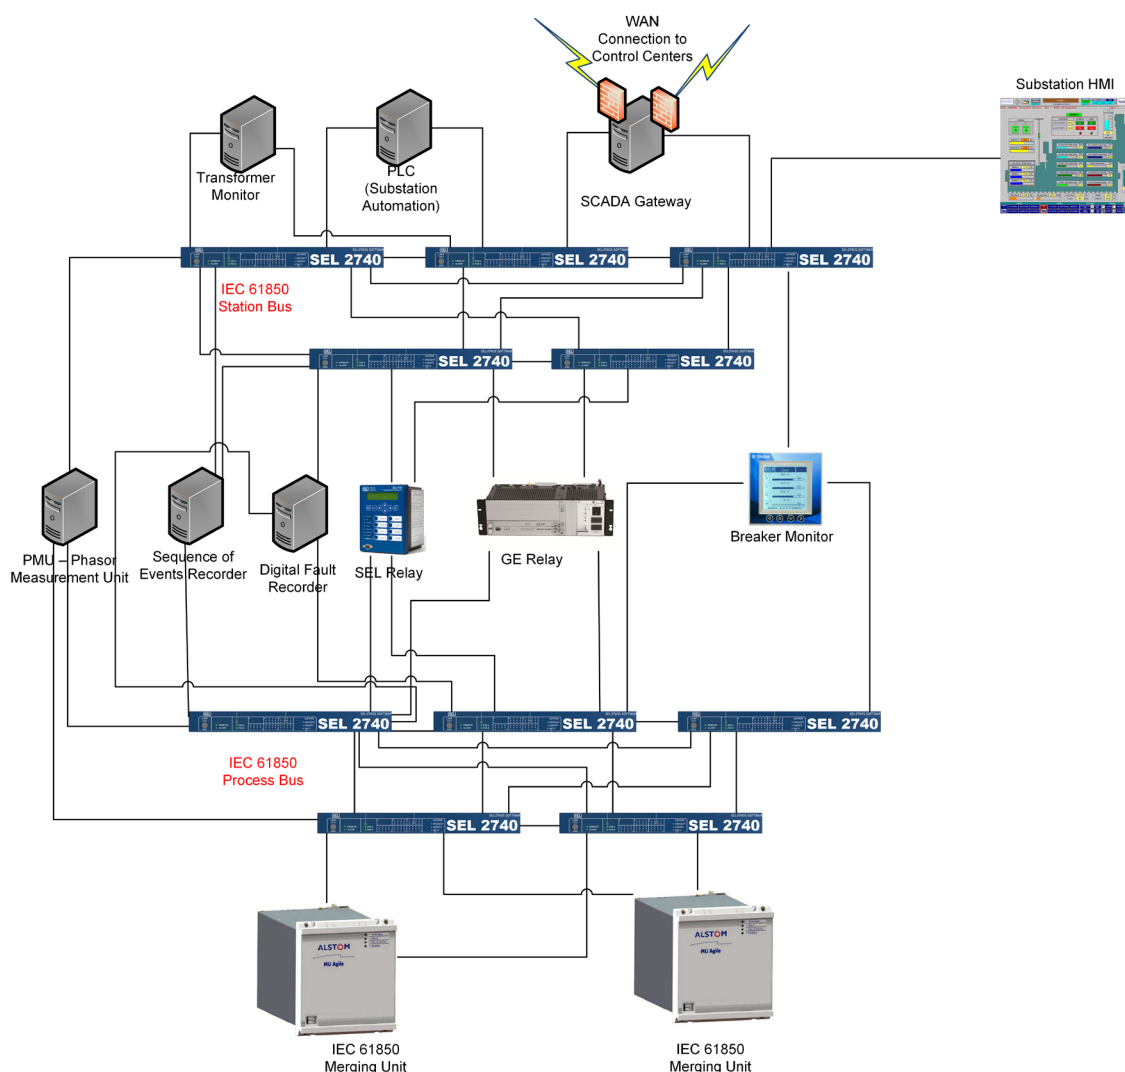 WAN
Connection to
Control Centers
Substation HMI
Transformer
Monitor
PLC
(Substation
Automation)
SCADA Gateway
SEL 2740
SEL 2740
SEL 2740
IEC 61850
Station Bus
SEL 2740
SEL 2740
PMU – Phasor
Measurement Unit
Sequence of
Events Recorder
Digital Fault
Recorder
SEL Relay
GE Relay
Breaker Monitor
SEL 2740
SEL 2740
SEL 2740
IEC 61850
Process Bus
SEL 2740
SEL 2740
ALSTOM
MU Agile
ALSTOM
MU Agile
IEC 61850
Merging Unit
IEC 61850
Merging Unit